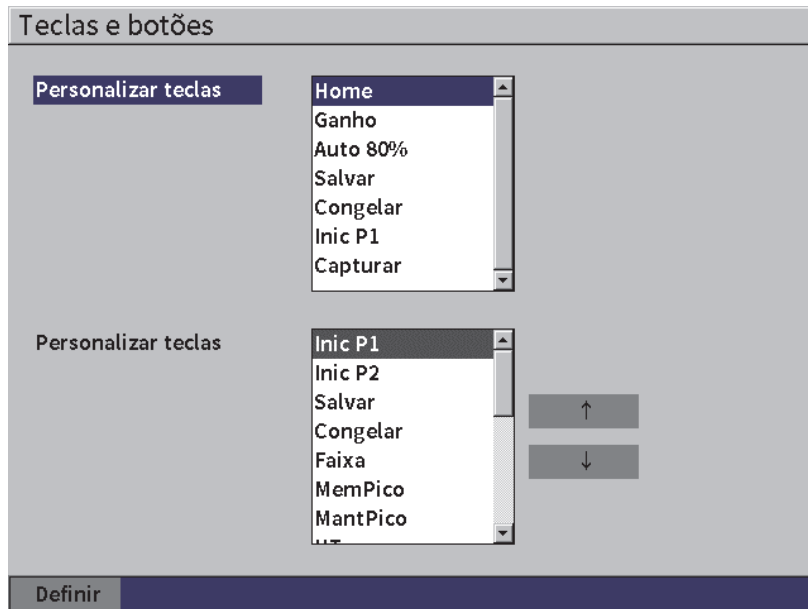 Teclas e botões
Personalizar teclas
Home
Ganho
Auto 80%
Salvar
Congelar
Inic P1
Capturar
Personalizar teclas
Inic P1
Inic P2
Salvar
Congelar
Faixa
MemPico
MantPico
↑
↓
Definir